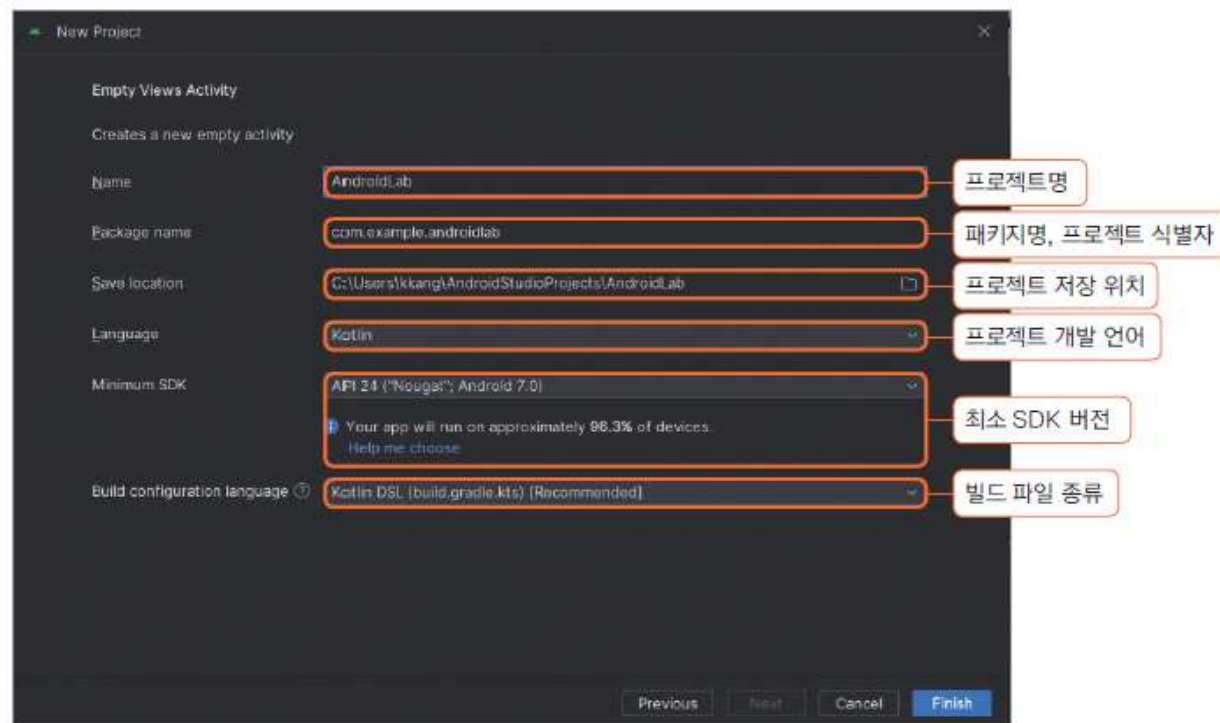 New Project
Empty Views Activity
Creates a new empty activity
Name AndroidLab 프로젝트명
Package name com.example.androidlab 패키지명, 프로젝트 식별자
Save location C:\Users\kkang\AndroidStudioProjects\AndroidLab 프로젝트 저장 위치
Language Kotlin 프로젝트 개발 언어
Minimum SDK API 24 ("Nougat"; Android 7.0)
최소 SDK 버전
Your app will run on approximately 96.3% of devices.
Help me choose
Build configuration language Kotlin DSL (build.gradle.kts) [Recommended] 빌드 파일 종류
Previous Next Cancel Finish